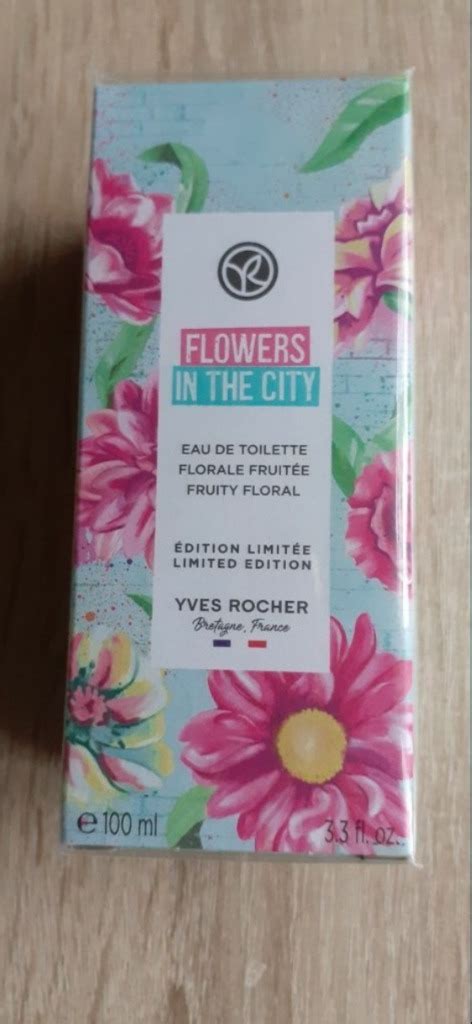 FLOWERS
IN THE CITY
EAU DE TOILETTE
FLORALE FRUITÉE
FRUITY FLORAL
ÉDITION LIMITÉE
LIMITED EDITION
YVES ROCHER
Bretagne, France
e 100 ml
3.3 fl. oz.